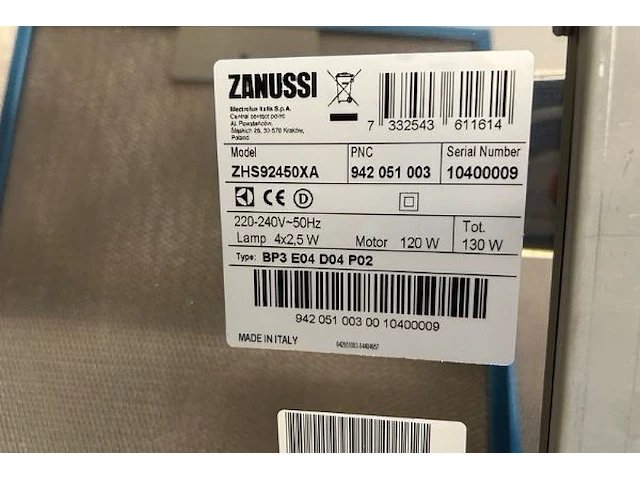 ZANUSSI
Electrolux Italia S.p.A.
Central contact point
Al. Powstańców,
Śląskich 26, 30-570 Kraków,
Poland
7 332543 611614
Model PNC Serial Number
ZHS92450XA 942 051 003 10400009
CE D
220-240V~50Hz Tot.
Lamp 4x2,5 W Motor 120 W 130 W
Type: BP3 E04 D04 P02
942 051 003 00 10400009
MADE IN ITALY